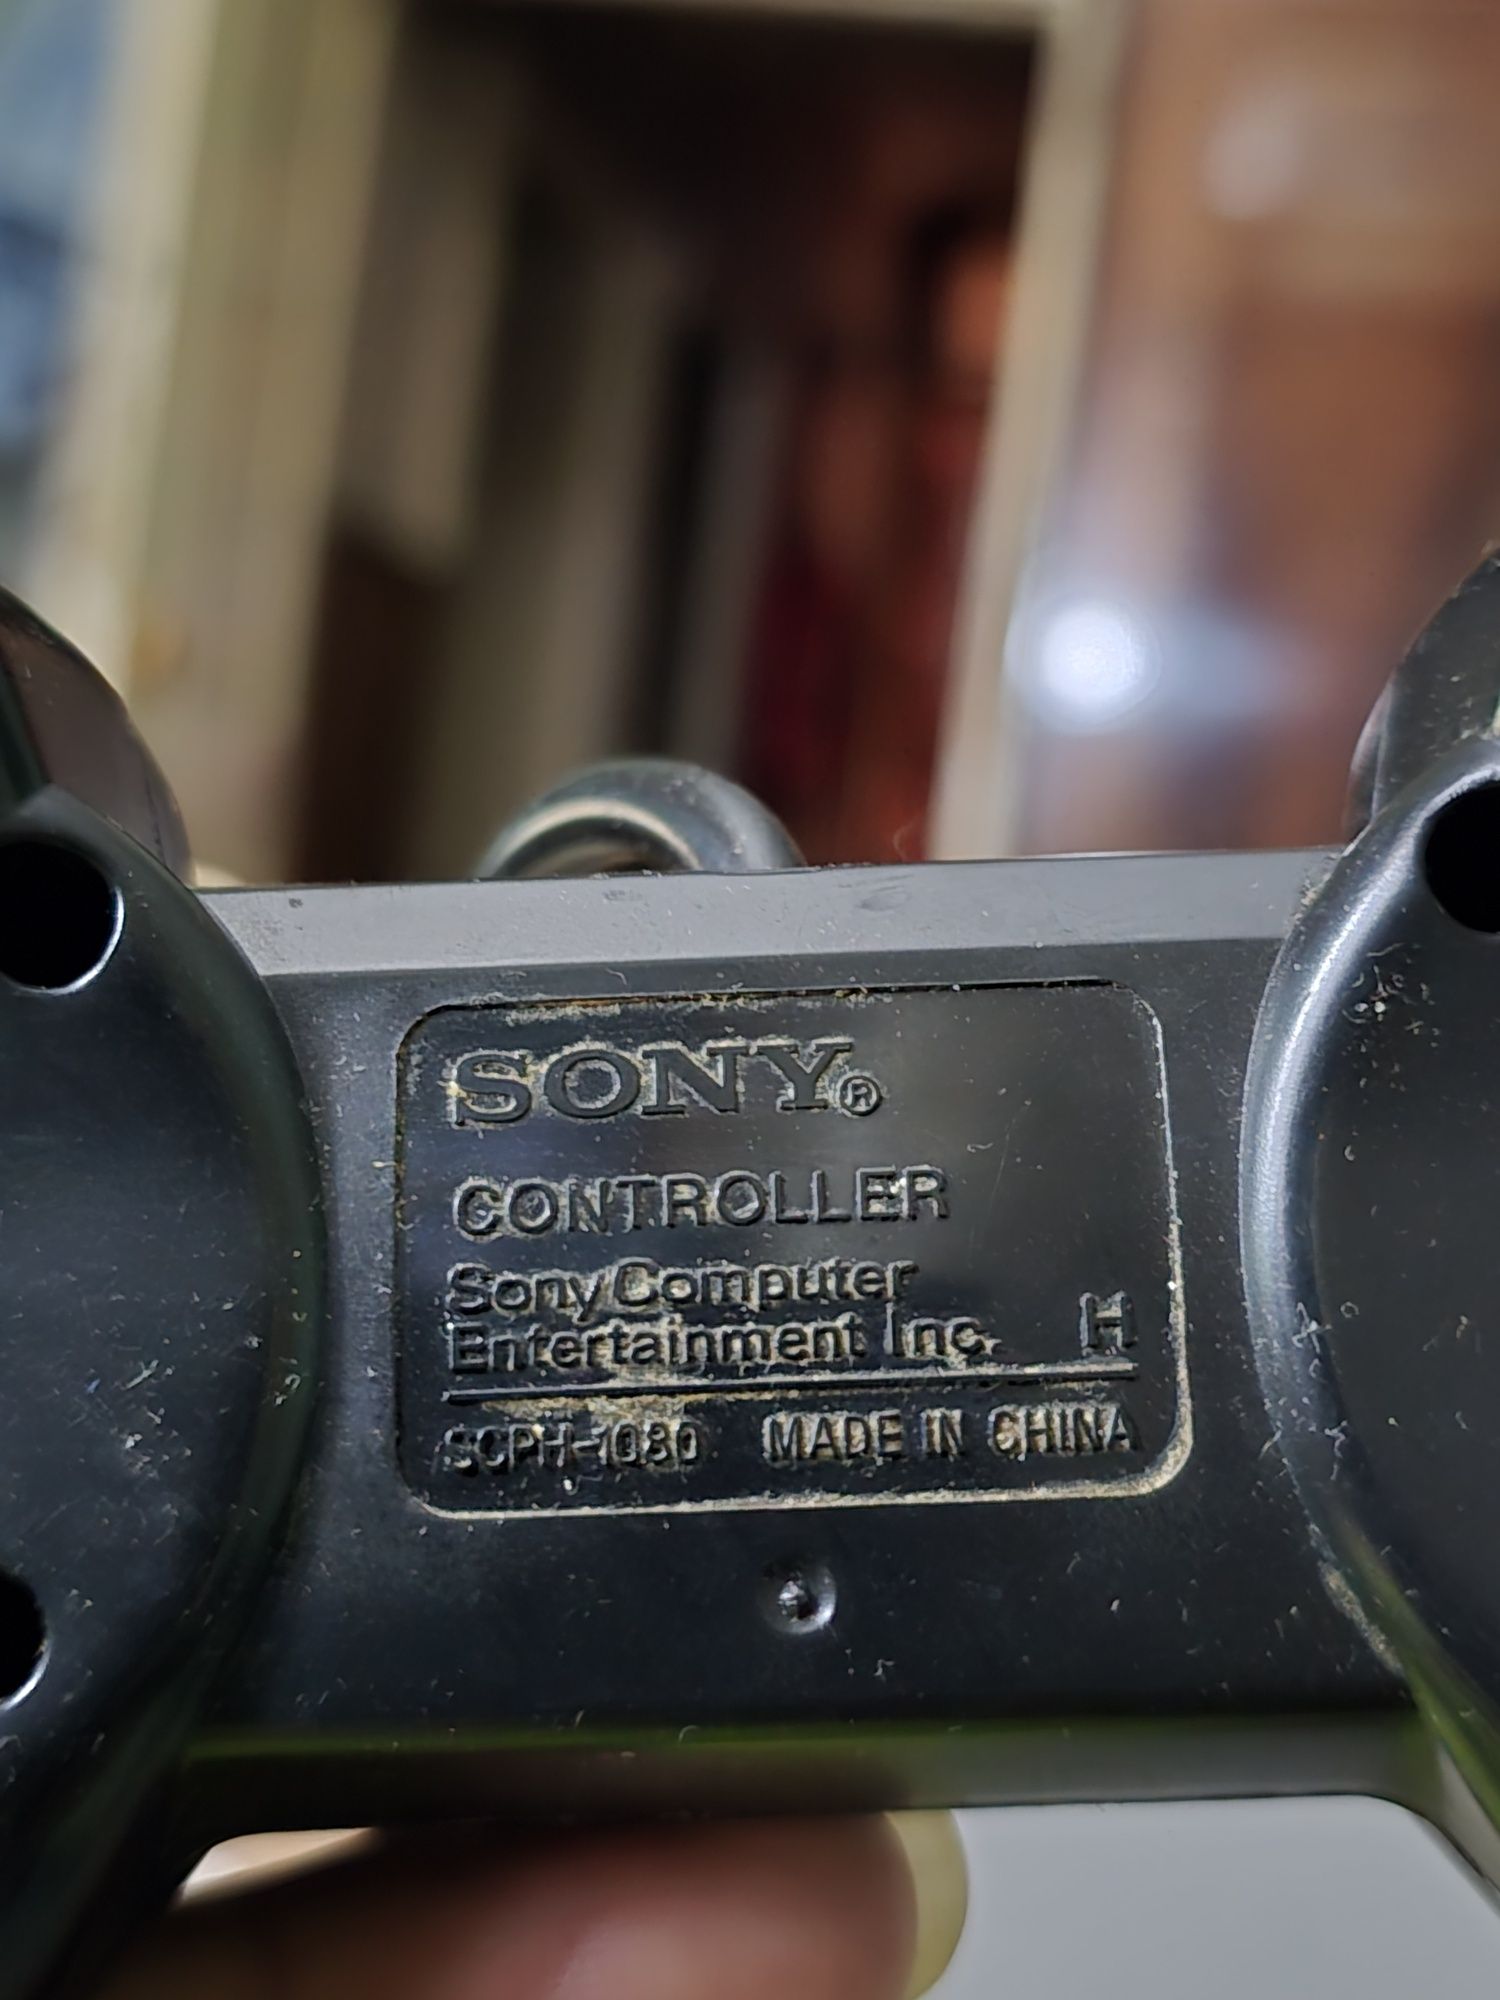 SONY®
CONTROLLER
Sony Computer
Entertainment Inc. H
SCPH-1080 MADE IN CHINA